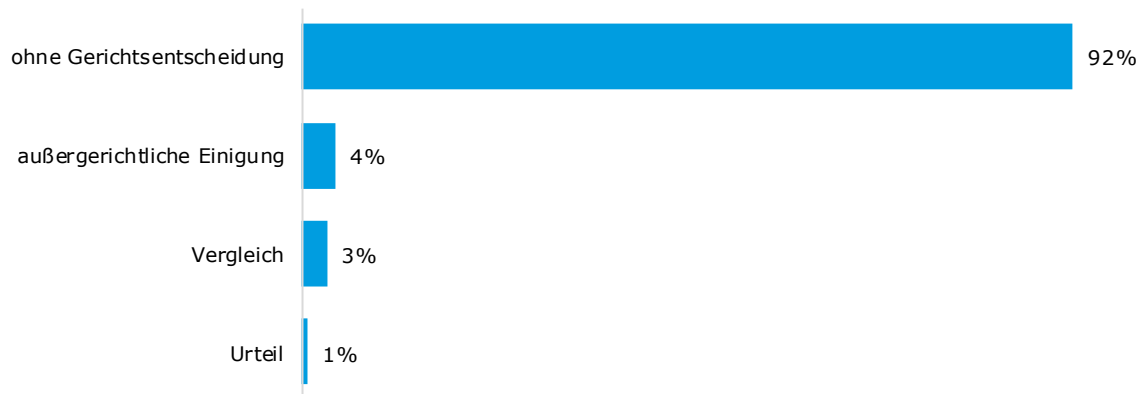 ohne Gerichtsentscheidung 92%
außergerichtliche Einigung 4%
Vergleich 3%
Urteil 1%